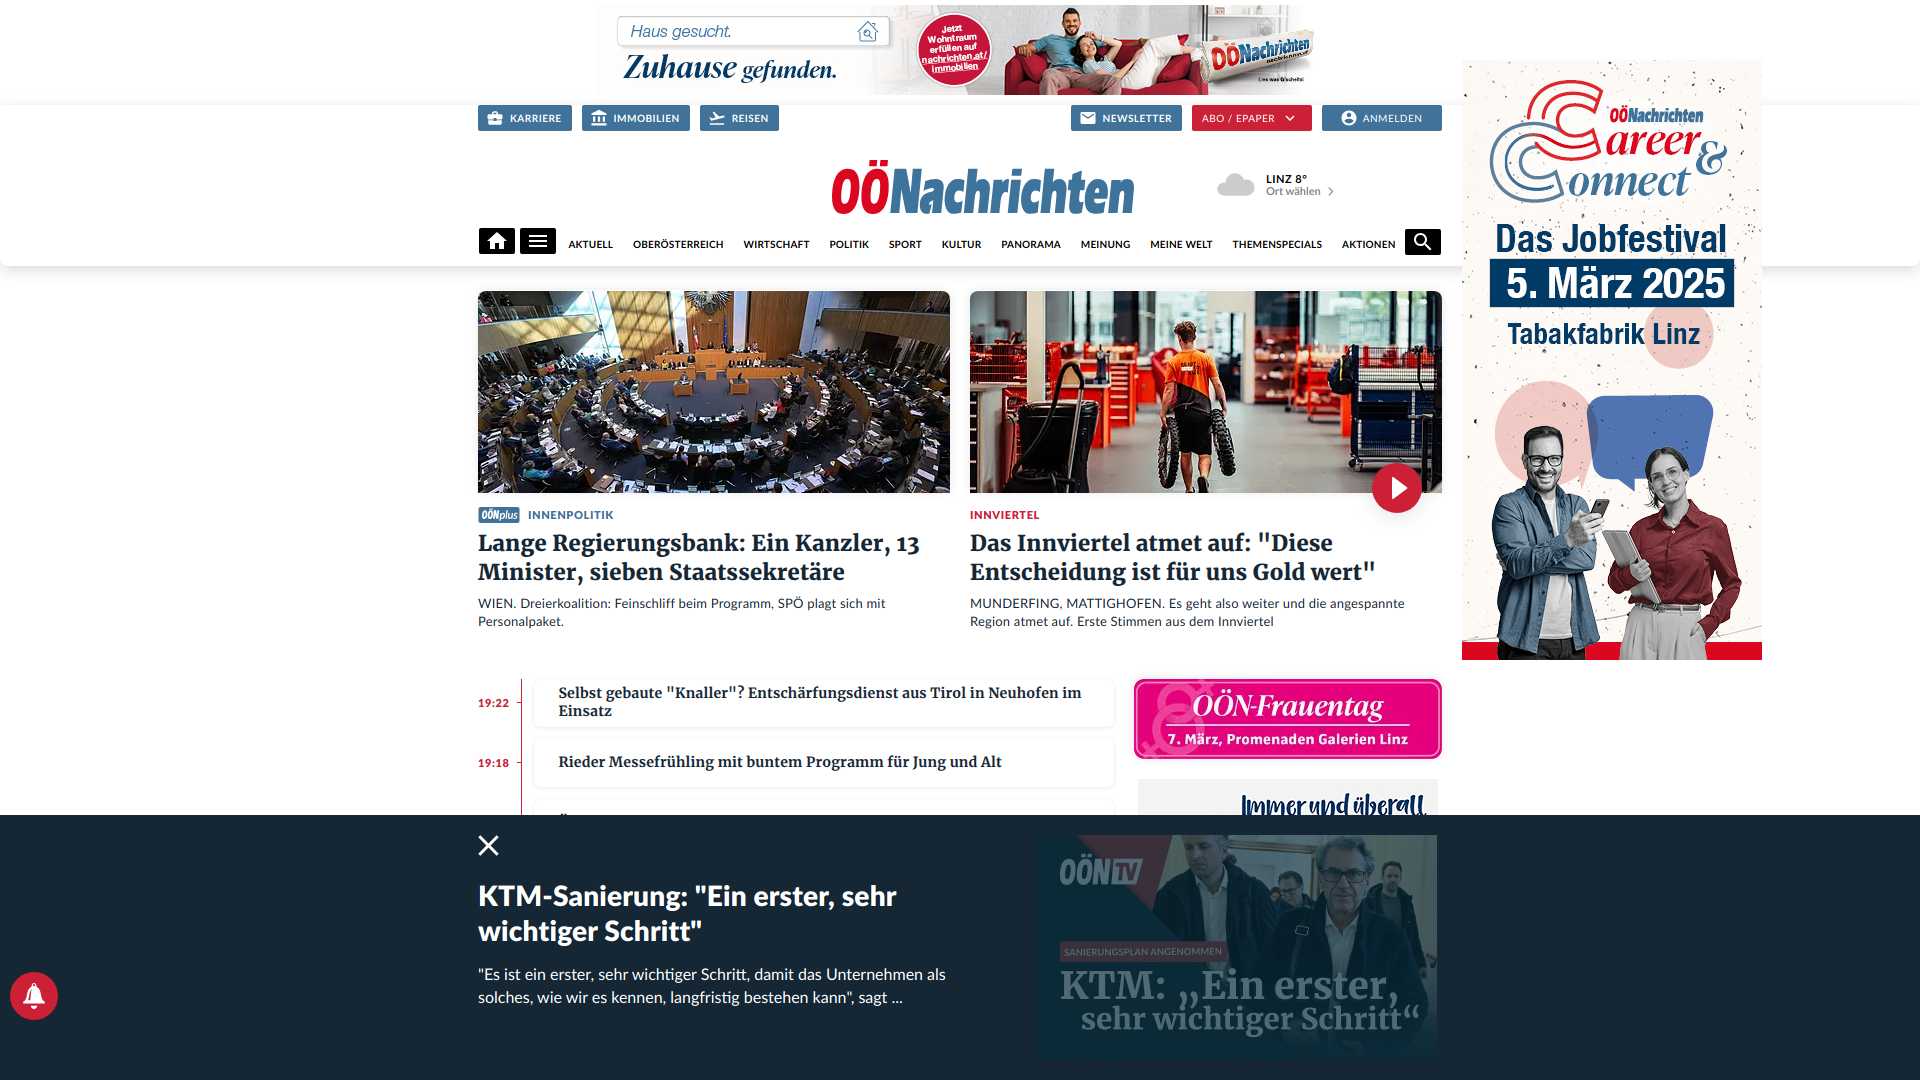 Haus gesucht.
Zuhause gefunden.
Jetzt
Wohntraum
erfüllen auf
nachrichten.at/
immobilien
OÖNachrichten
Lies was G'scheits!
KARRIERE
IMMOBILIEN
REISEN
NEWSLETTER
ABO / EPAPER
ANMELDEN
OÖNachrichten
LINZ 8°
Ort wählen
AKTUELL
OBERÖSTERREICH
WIRTSCHAFT
POLITIK
SPORT
KULTUR
PANORAMA
MEINUNG
MEINE WELT
THEMENSPECIALS
AKTIONEN
OÖNachrichten
Career &
Connect
Das Jobfestival
5. März 2025
Tabakfabrik Linz
OÖNplus INNENPOLITIK
Lange Regierungsbank: Ein Kanzler, 13
Minister, sieben Staatssekretäre
WIEN. Dreierkoalition: Feinschliff beim Programm, SPÖ plagt sich mit
Personalpaket.
INNVIERTEL
Das Innviertel atmet auf: "Diese
Entscheidung ist für uns Gold wert"
MUNDERFING, MATTIGHOFEN. Es geht also weiter und die angespannte
Region atmet auf. Erste Stimmen aus dem Innviertel
19:22
Selbst gebaute "Knaller"? Entschärfungsdienst aus Tirol in Neuhofen im
Einsatz
19:18
Rieder Messefrühling mit buntem Programm für Jung und Alt
OÖN-Frauentag
7. März, Promenaden Galerien Linz
Immer und überall
KTM-Sanierung: "Ein erster, sehr
wichtiger Schritt"
"Es ist ein erster, sehr wichtiger Schritt, damit das Unternehmen als
solches, wie wir es kennen, langfristig bestehen kann", sagt ...
OÖN TV
SANIERUNGSPLAN ANGENOMMEN
KTM: „Ein erster,
sehr wichtiger Schritt“